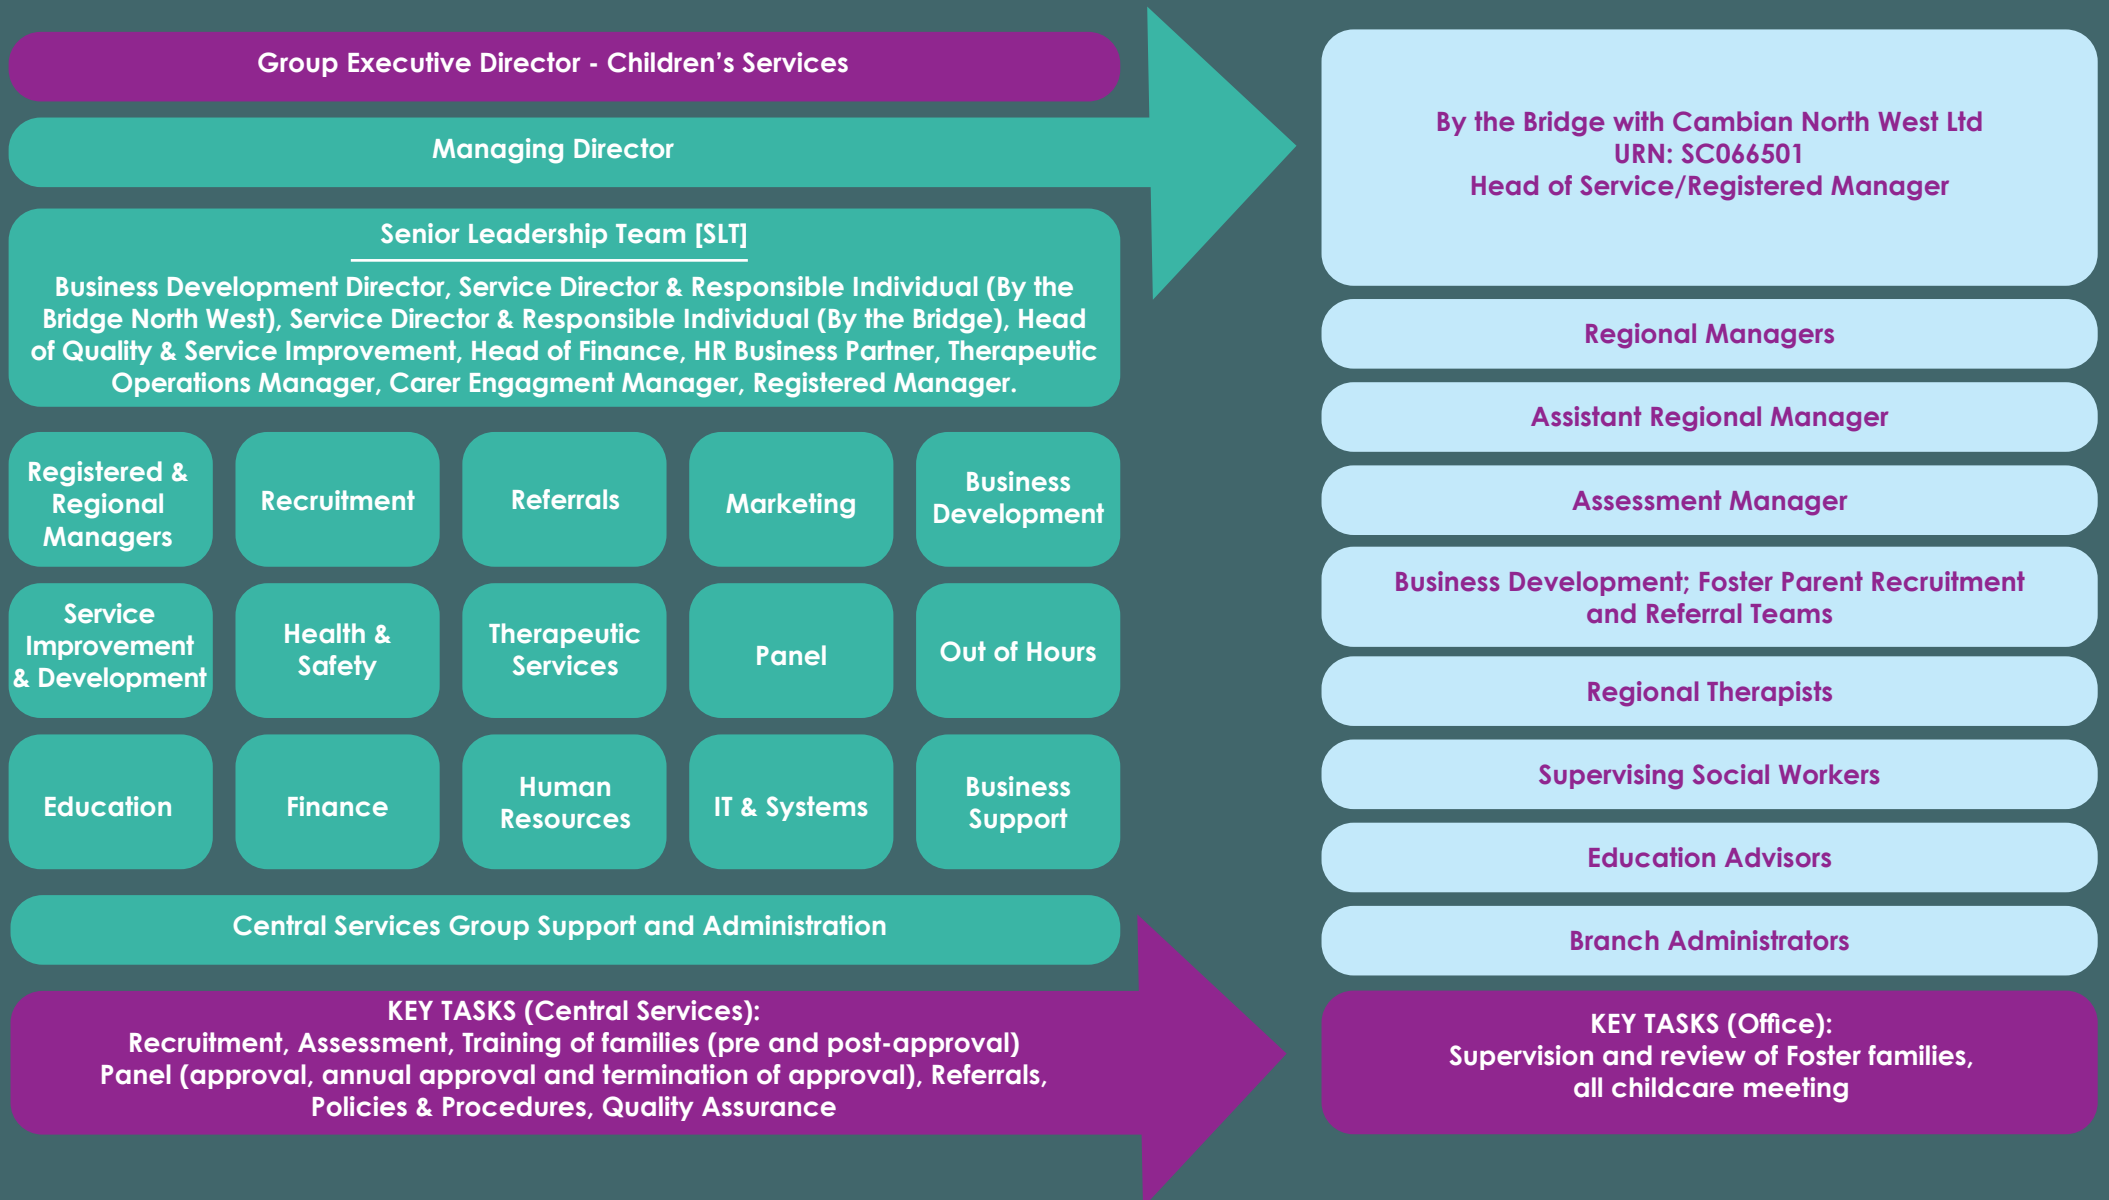 Group Executive Director - Children’s Services
Managing Director
Senior Leadership Team [SLT]
Business Development Director, Service Director & Responsible Individual (By the
Bridge North West), Service Director & Responsible Individual (By the Bridge), Head
of Quality & Service Improvement, Head of Finance, HR Business Partner, Therapeutic
Operations Manager, Carer Engagment Manager, Registered Manager.
Registered &
Regional
Managers
Recruitment
Referrals
Marketing
Business
Development
Service
Improvement
& Development
Health &
Safety
Therapeutic
Services
Panel
Out of Hours
Education
Finance
Human
Resources
IT & Systems
Business
Support
Central Services Group Support and Administration
KEY TASKS (Central Services):
Recruitment, Assessment, Training of families (pre and post-approval)
Panel (approval, annual approval and termination of approval), Referrals,
Policies & Procedures, Quality Assurance
By the Bridge with Cambian North West Ltd
URN: SC066501
Head of Service/Registered Manager
Regional Managers
Assistant Regional Manager
Assessment Manager
Business Development; Foster Parent Recruitment
and Referral Teams
Regional Therapists
Supervising Social Workers
Education Advisors
Branch Administrators
KEY TASKS (Office):
Supervision and review of Foster families,
all childcare meeting